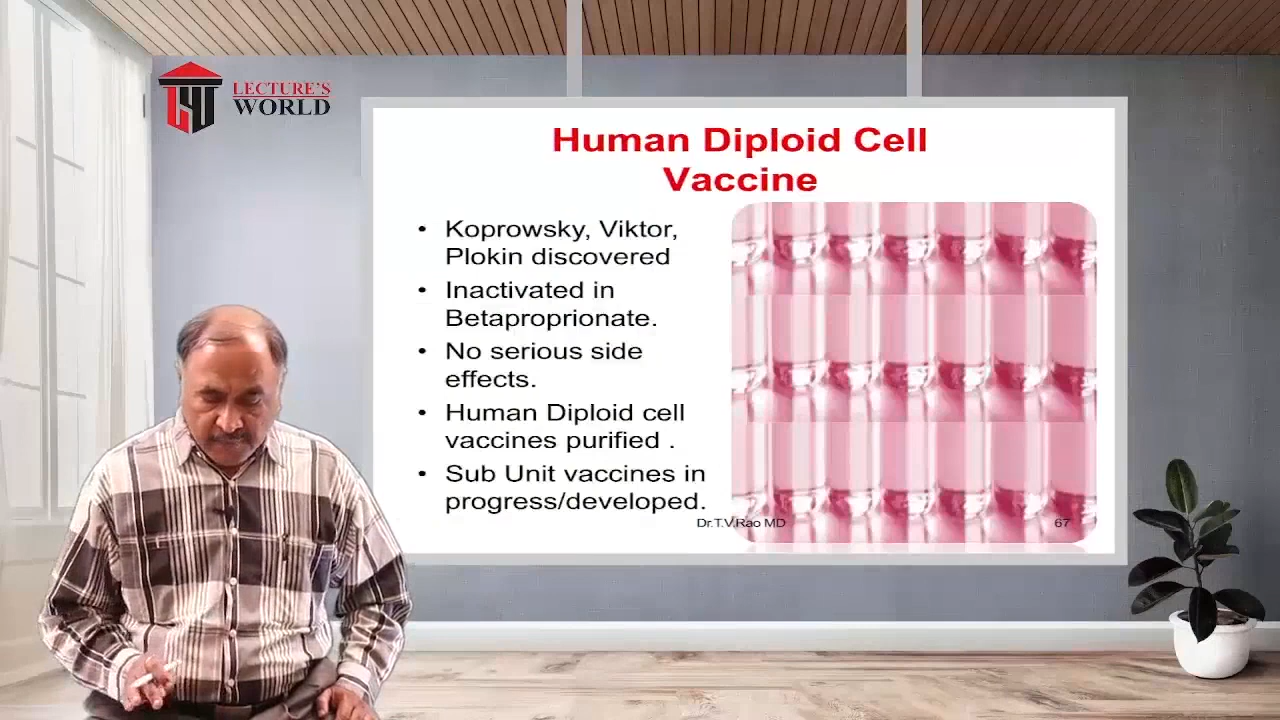 LECTURE'S
WORLD
Human Diploid Cell
Vaccine
• Koprowsky, Viktor,
Plokin discovered
• Inactivated in
Betaproprionate.
• No serious side
effects.
• Human Diploid cell
vaccines purified .
• Sub Unit vaccines in
progress/developed.
Dr.T.V.Rao MD
67